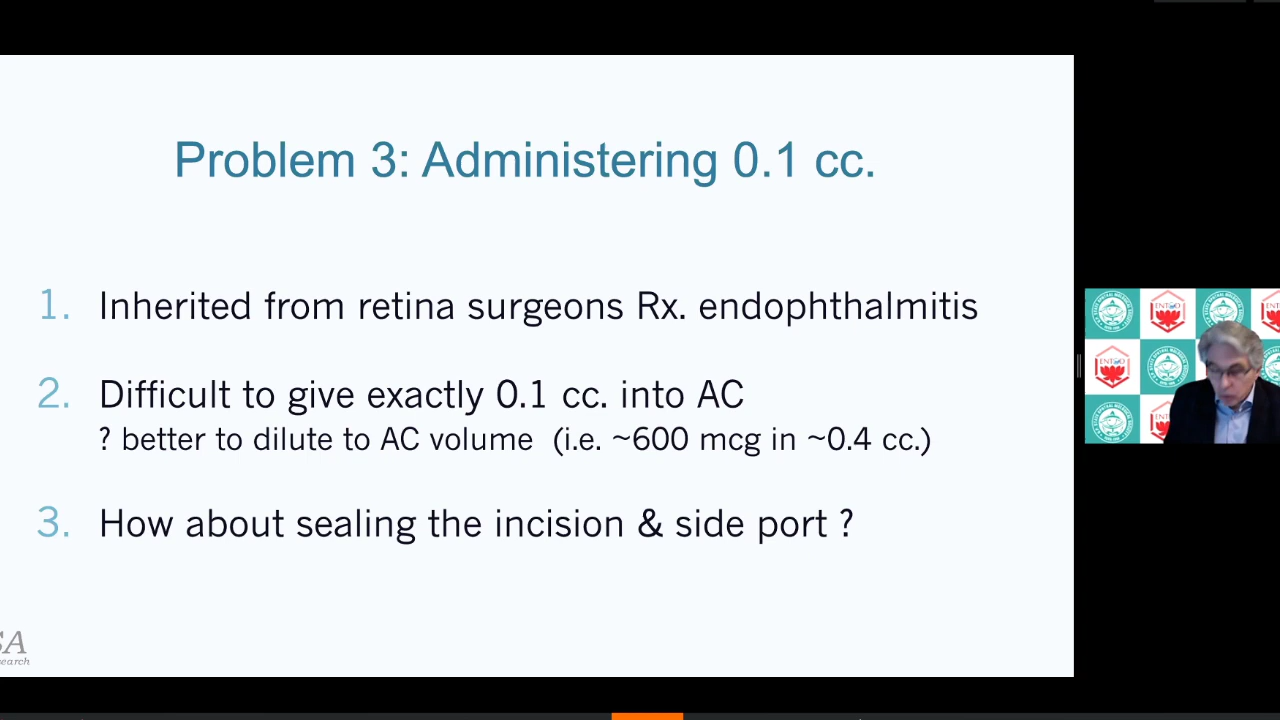 Problem 3: Administering 0.1 cc.
1. Inherited from retina surgeons Rx. endophthalmitis
2. Difficult to give exactly 0.1 cc. into AC
? better to dilute to AC volume (i.e. ~600 mcg in ~0.4 cc.)
3. How about sealing the incision & side port ?
SA
search